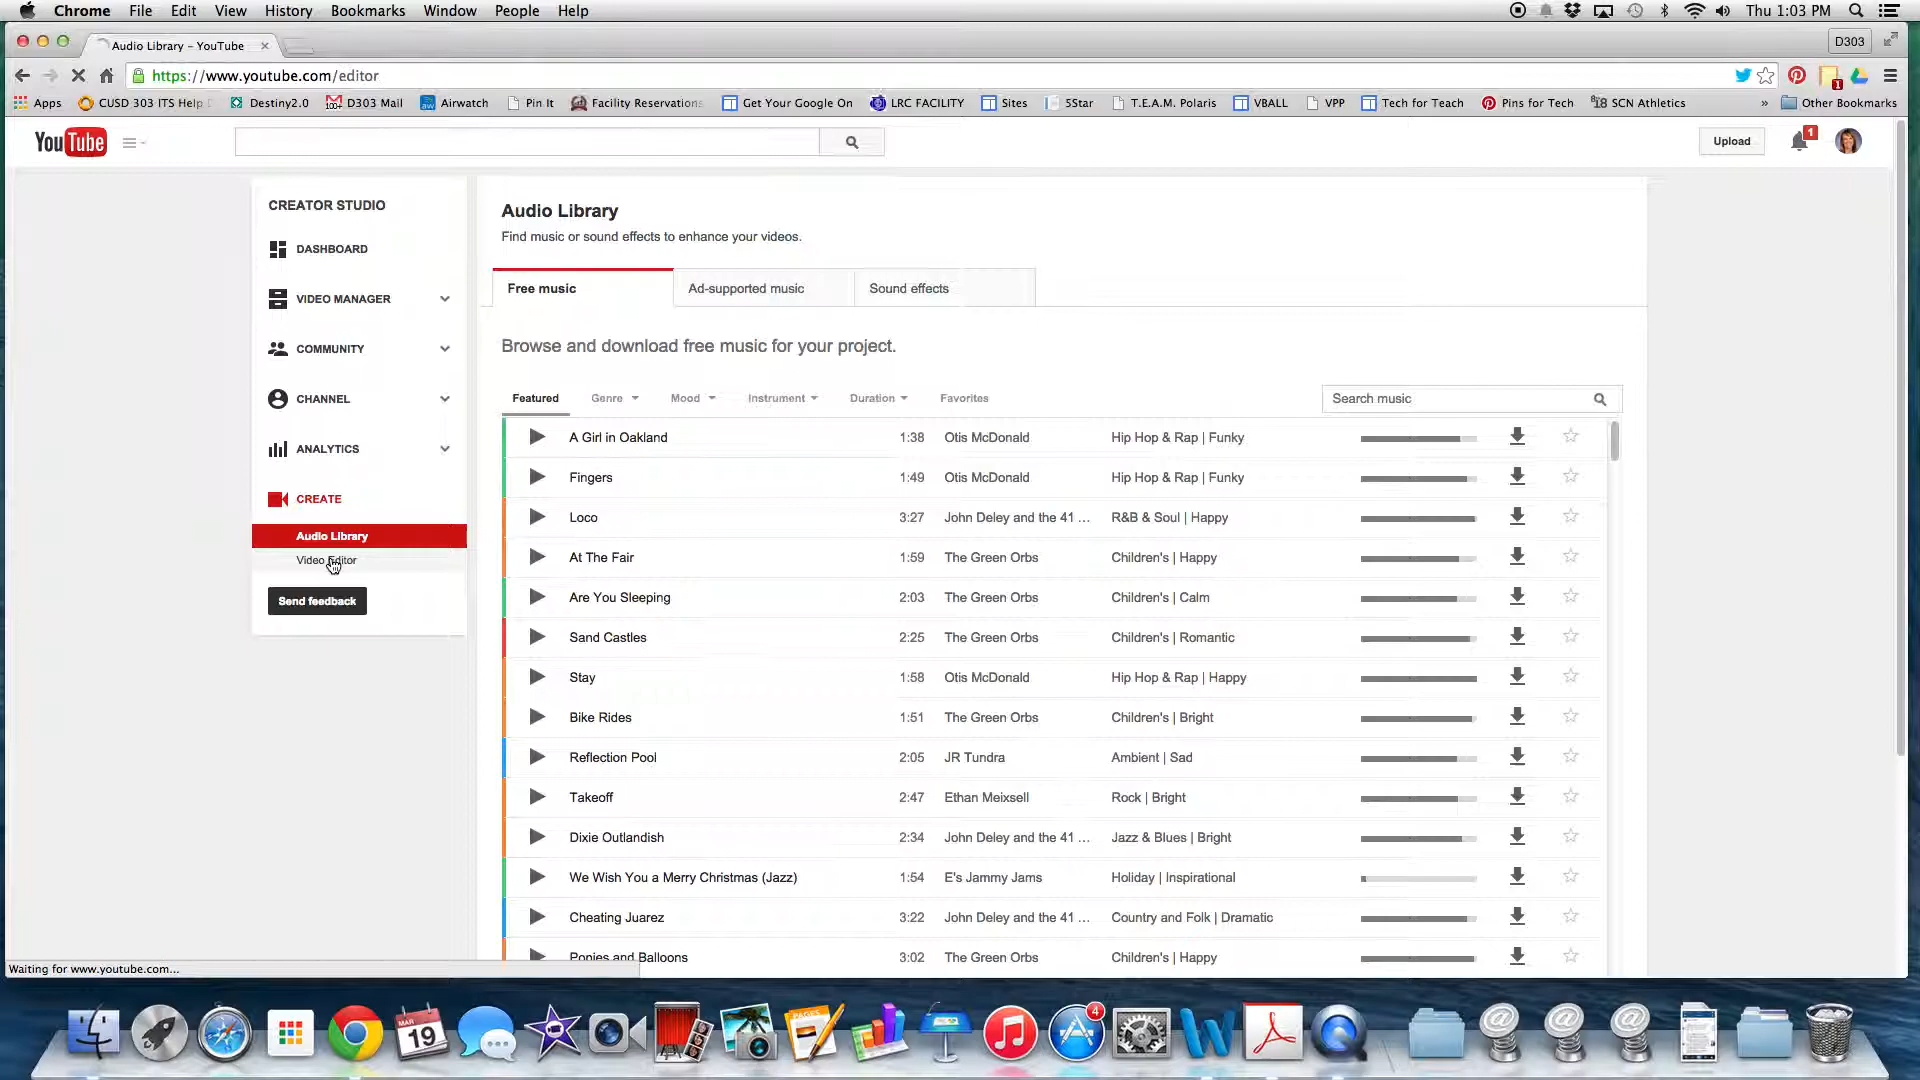 Chrome File Edit View History Bookmarks Window People Help Thu 1:03 PM
Audio Library - YouTube D303
https://www.youtube.com/editor
Apps CUSD 303 ITS Help Destiny2.0 D303 Mail Airwatch Pin It Facility Reservations Get Your Google On LRC FACILITY Sites 5Star T.E.A.M. Polaris VBALL VPP Tech for Teach Pins for Tech SCN Athletics » Other Bookmarks
YouTube Upload 1
CREATOR STUDIO
DASHBOARD
VIDEO MANAGER
COMMUNITY
CHANNEL
ANALYTICS
CREATE
Audio Library
Video Editor
Send feedback
Audio Library
Find music or sound effects to enhance your videos.
Free music Ad-supported music Sound effects
Browse and download free music for your project.
Featured Genre Mood Instrument Duration Favorites Search music
A Girl in Oakland 1:38 Otis McDonald Hip Hop & Rap | Funky
Fingers 1:49 Otis McDonald Hip Hop & Rap | Funky
Loco 3:27 John Deley and the 41 ... R&B & Soul | Happy
At The Fair 1:59 The Green Orbs Children's | Happy
Are You Sleeping 2:03 The Green Orbs Children's | Calm
Sand Castles 2:25 The Green Orbs Children's | Romantic
Stay 1:58 Otis McDonald Hip Hop & Rap | Happy
Bike Rides 1:51 The Green Orbs Children's | Bright
Reflection Pool 2:05 JR Tundra Ambient | Sad
Takeoff 2:47 Ethan Meixsell Rock | Bright
Dixie Outlandish 2:34 John Deley and the 41 ... Jazz & Blues | Bright
We Wish You a Merry Christmas (Jazz) 1:54 E's Jammy Jams Holiday | Inspirational
Cheating Juarez 3:22 John Deley and the 41 ... Country and Folk | Dramatic
Ponies and Balloons 3:02 The Green Orbs Children's | Happy
Waiting for www.youtube.com...
MAR 19 PAGES 4